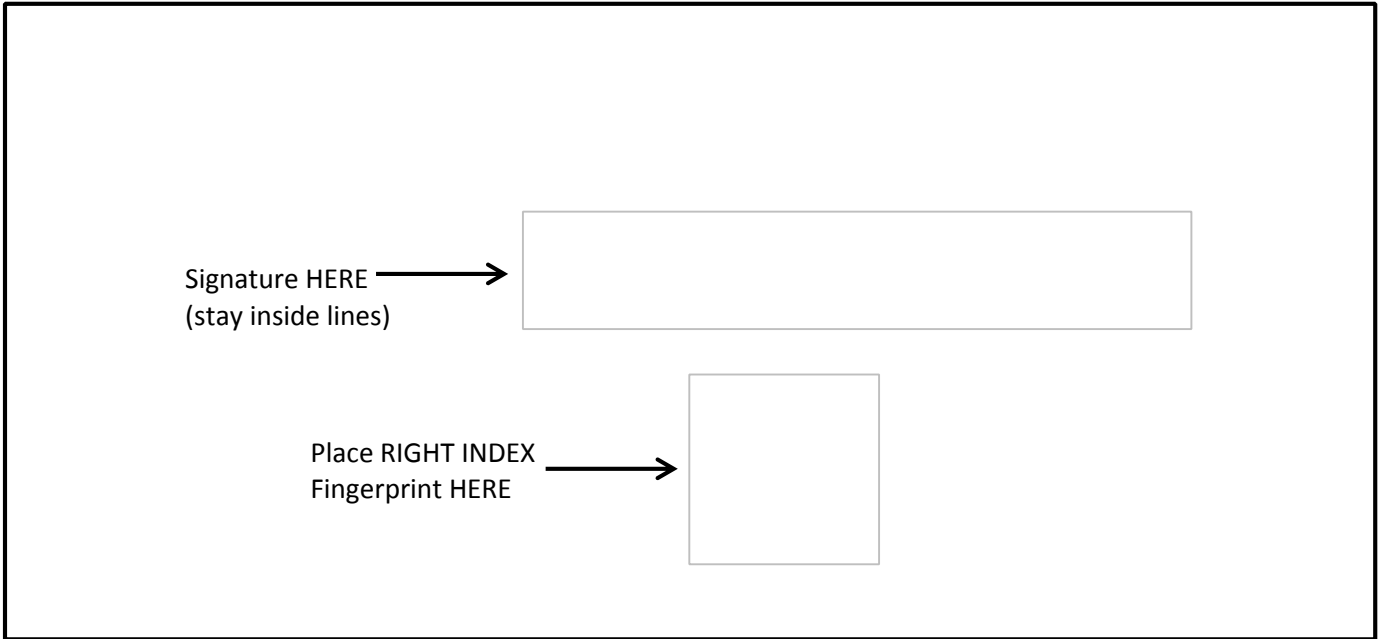 Signature HERE
(stay inside lines)
Place RIGHT INDEX
Fingerprint HERE